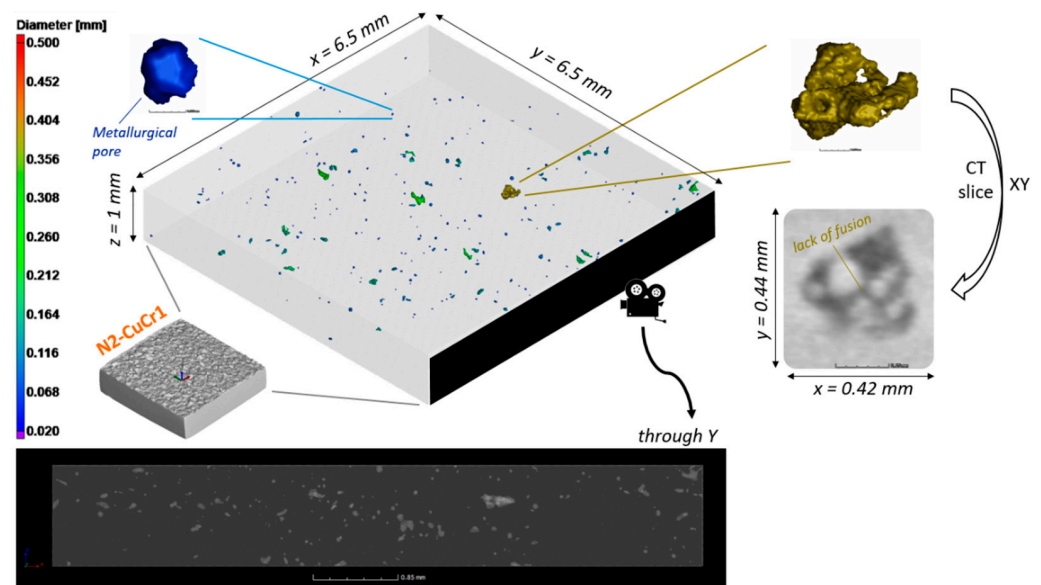 Diameter [mm]
0.500
0.452
0.404
0.356
0.308
0.260
0.212
0.164
0.116
0.068
0.020
Metallurgical
pore
x = 6.5 mm
y = 6.5 mm
z = 1 mm
N2-CuCr1
CT
slice
XY
lack of fusion
y = 0.44 mm
x = 0.42 mm
through Y
0.85 mm